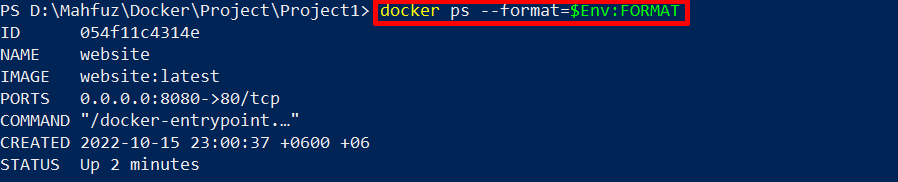 PS D:\Mahfuz\Docker\Project\Project1> docker ps --format=$Env:FORMAT
ID 054f11c4314e
NAME website
IMAGE website:latest
PORTS 0.0.0.0:8080->80/tcp
COMMAND "/docker-entrypoint.…"
CREATED 2022-10-15 23:00:37 +0600 +06
STATUS Up 2 minutes